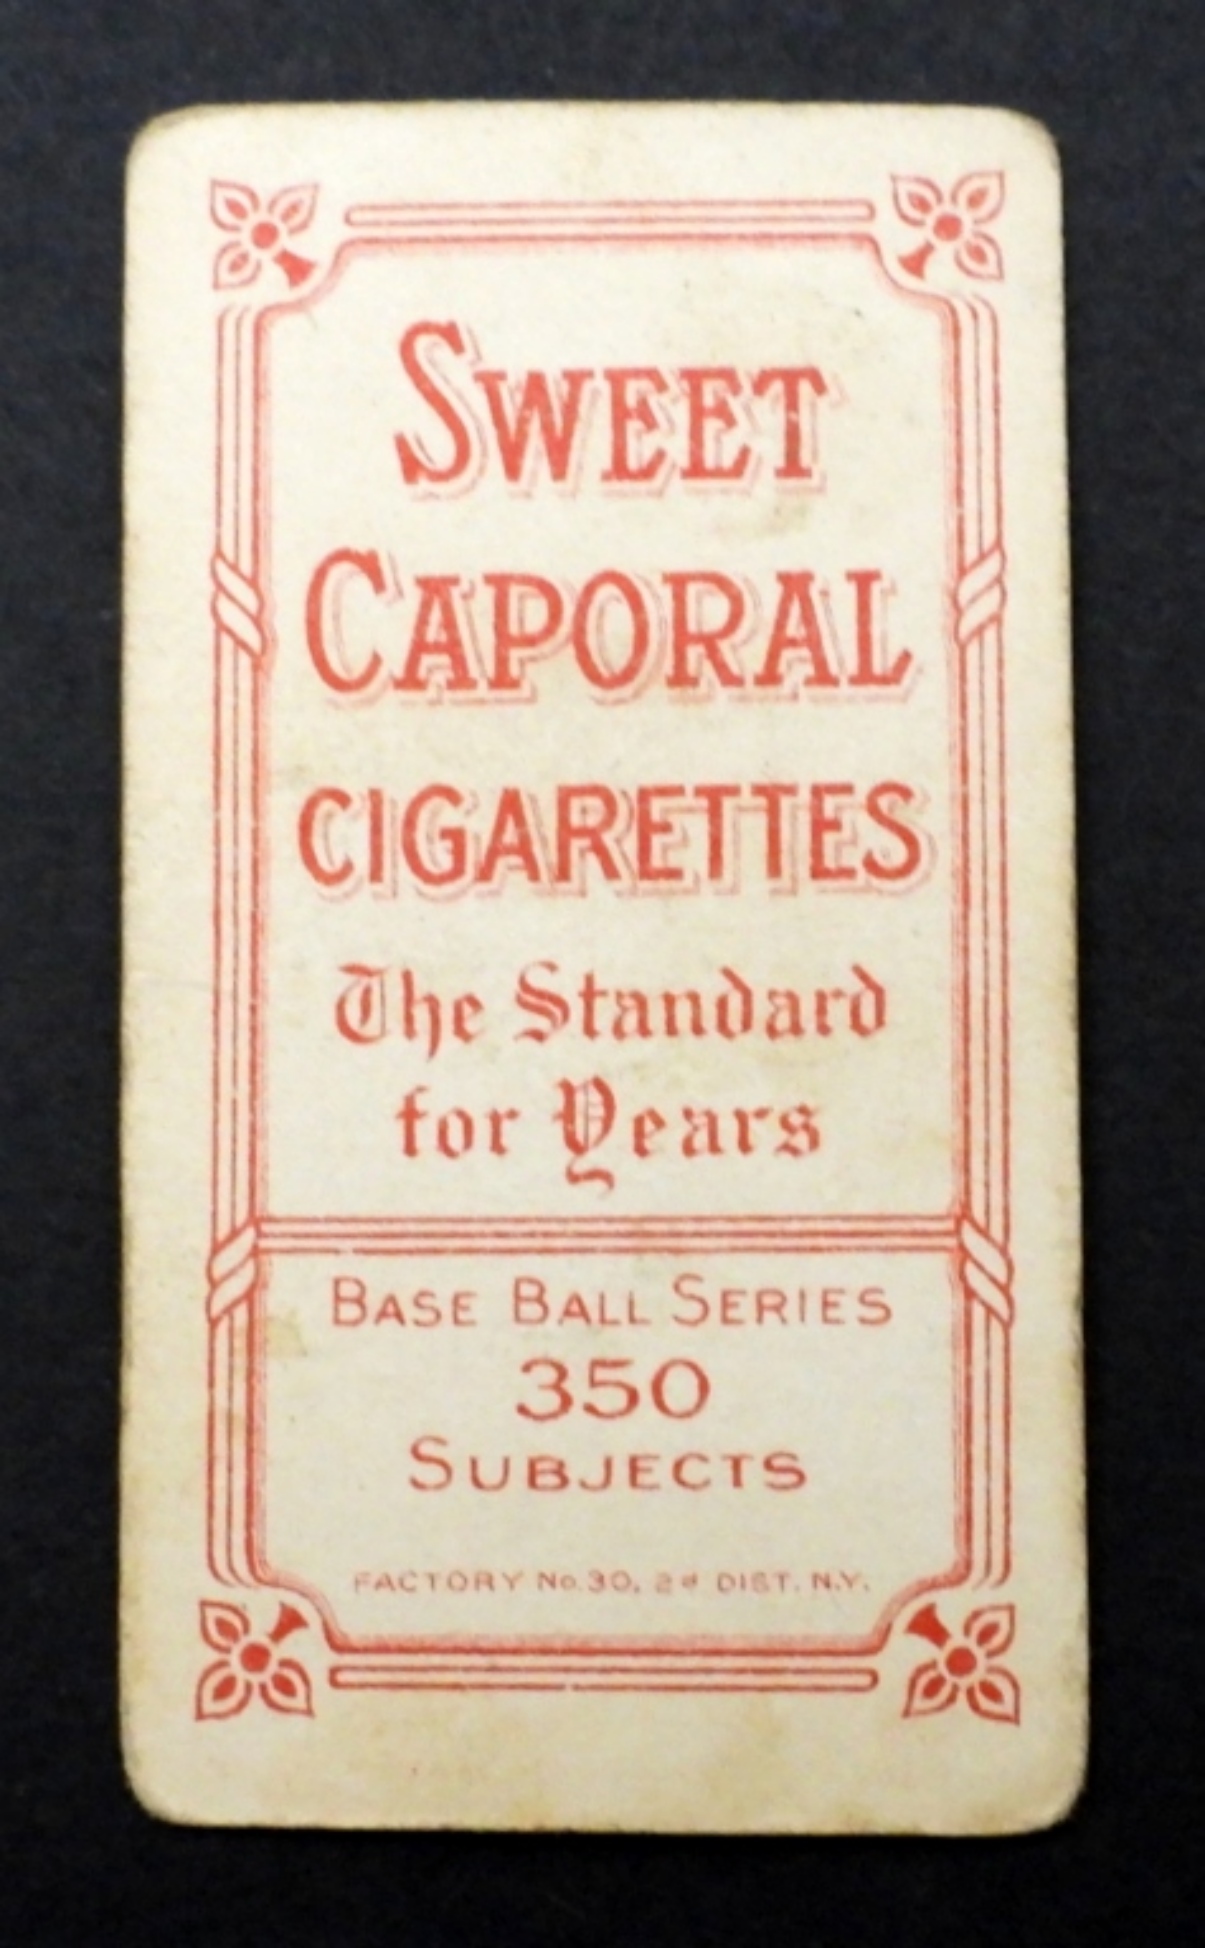 SWEET
CAPORAL
CIGARETTES
The Standard
for Years
BASE BALL SERIES
350
SUBJECTS
FACTORY No. 30, 2d DIST. N.Y.